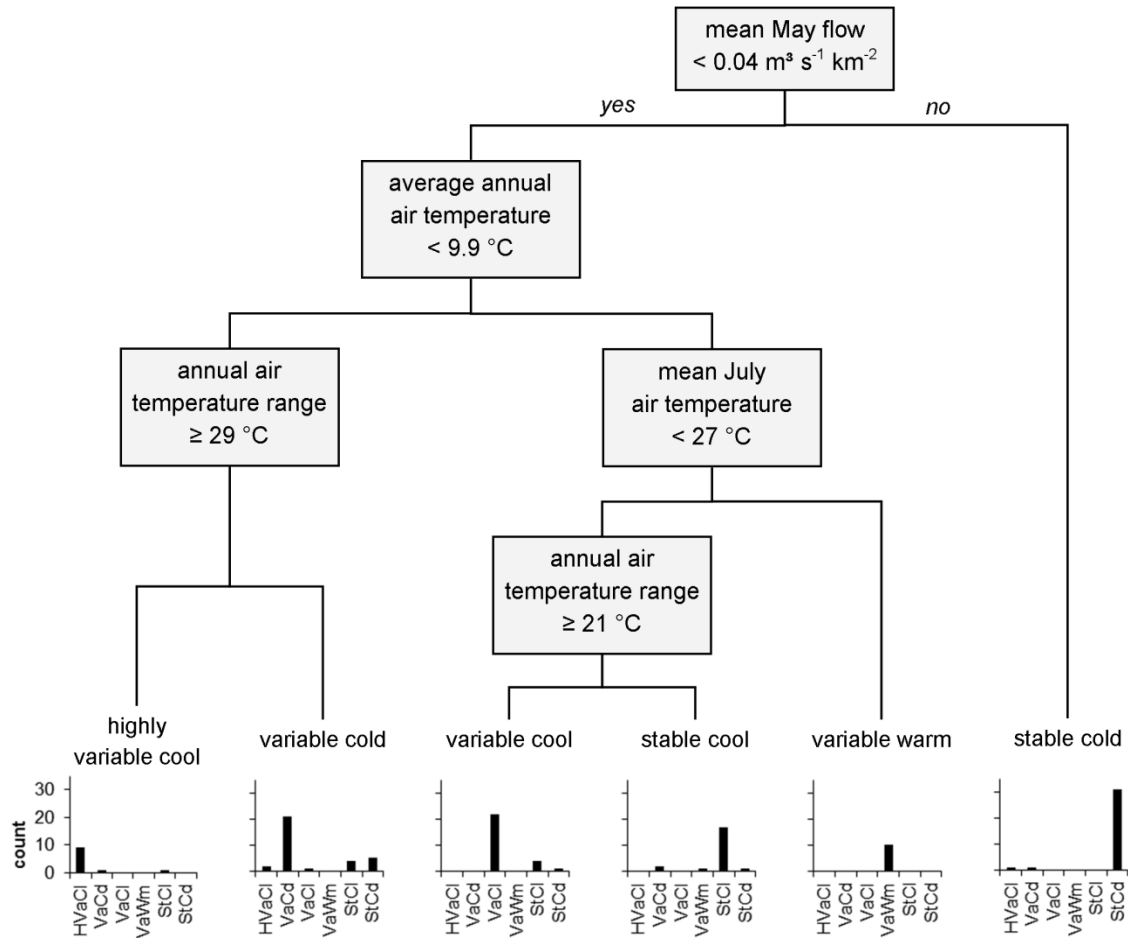 mean May flow
< 0.04 m³ s⁻¹ km⁻²
yes
no
average annual
air temperature
< 9.9 °C
annual air
temperature range
≥ 29 °C
mean July
air temperature
< 27 °C
annual air
temperature range
≥ 21 °C
highly
variable cool
variable cold
variable cool
stable cool
variable warm
stable cold
count
30
20
10
0
HVaCl
VaCd
VaCl
VaWm
StCl
StCd
HVaCl
VaCd
VaCl
VaWm
StCl
StCd
HVaCl
VaCd
VaCl
VaWm
StCl
StCd
HVaCl
VaCd
VaCl
VaWm
StCl
StCd
HVaCl
VaCd
VaCl
VaWm
StCl
StCd
HVaCl
VaCd
VaCl
VaWm
StCl
StCd